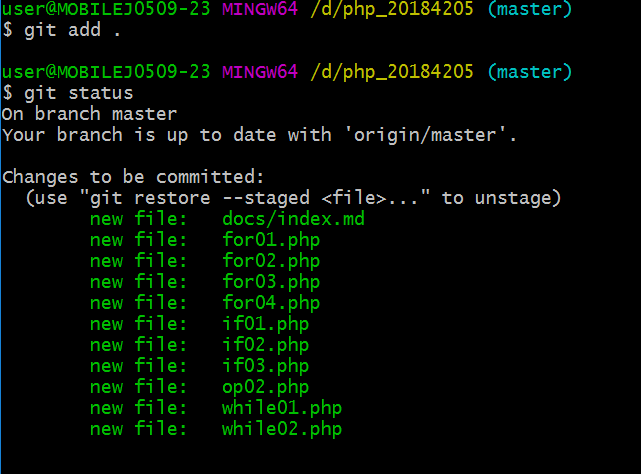 user@MOBILEJ0509-23 MINGW64 /d/php_20184205 (master)
$ git add .
user@MOBILEJ0509-23 MINGW64 /d/php_20184205 (master)
$ git status
On branch master
Your branch is up to date with 'origin/master'.
Changes to be committed:
  (use "git restore --staged <file>..." to unstage)
        new file:   docs/index.md
        new file:   for01.php
        new file:   for02.php
        new file:   for03.php
        new file:   for04.php
        new file:   if01.php
        new file:   if02.php
        new file:   if03.php
        new file:   op02.php
        new file:   while01.php
        new file:   while02.php